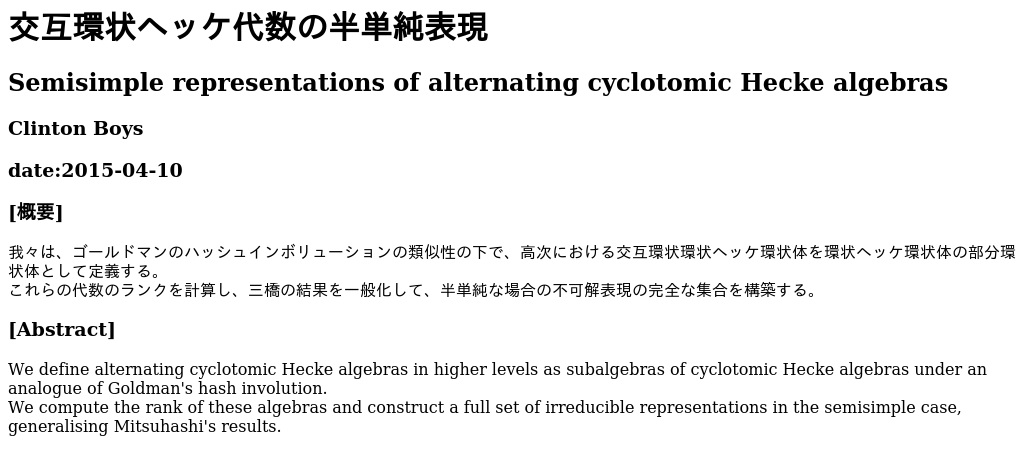 交互環状ヘッケ代数の半単純表現
Semisimple representations of alternating cyclotomic Hecke algebras
Clinton Boys
date:2015-04-10
[概要]
我々は、ゴールドマンのハッシュインボリューションの類似性の下で、高次における交互環状環状ヘッケ環状体を環状ヘッケ環状体の部分環
状体として定義する。
これらの代数のランクを計算し、三橋の結果を一般化して、半単純な場合の不可解表現の完全な集合を構築する。
[Abstract]
We define alternating cyclotomic Hecke algebras in higher levels as subalgebras of cyclotomic Hecke algebras under an
analogue of Goldman's hash involution.
We compute the rank of these algebras and construct a full set of irreducible representations in the semisimple case,
generalising Mitsuhashi's results.